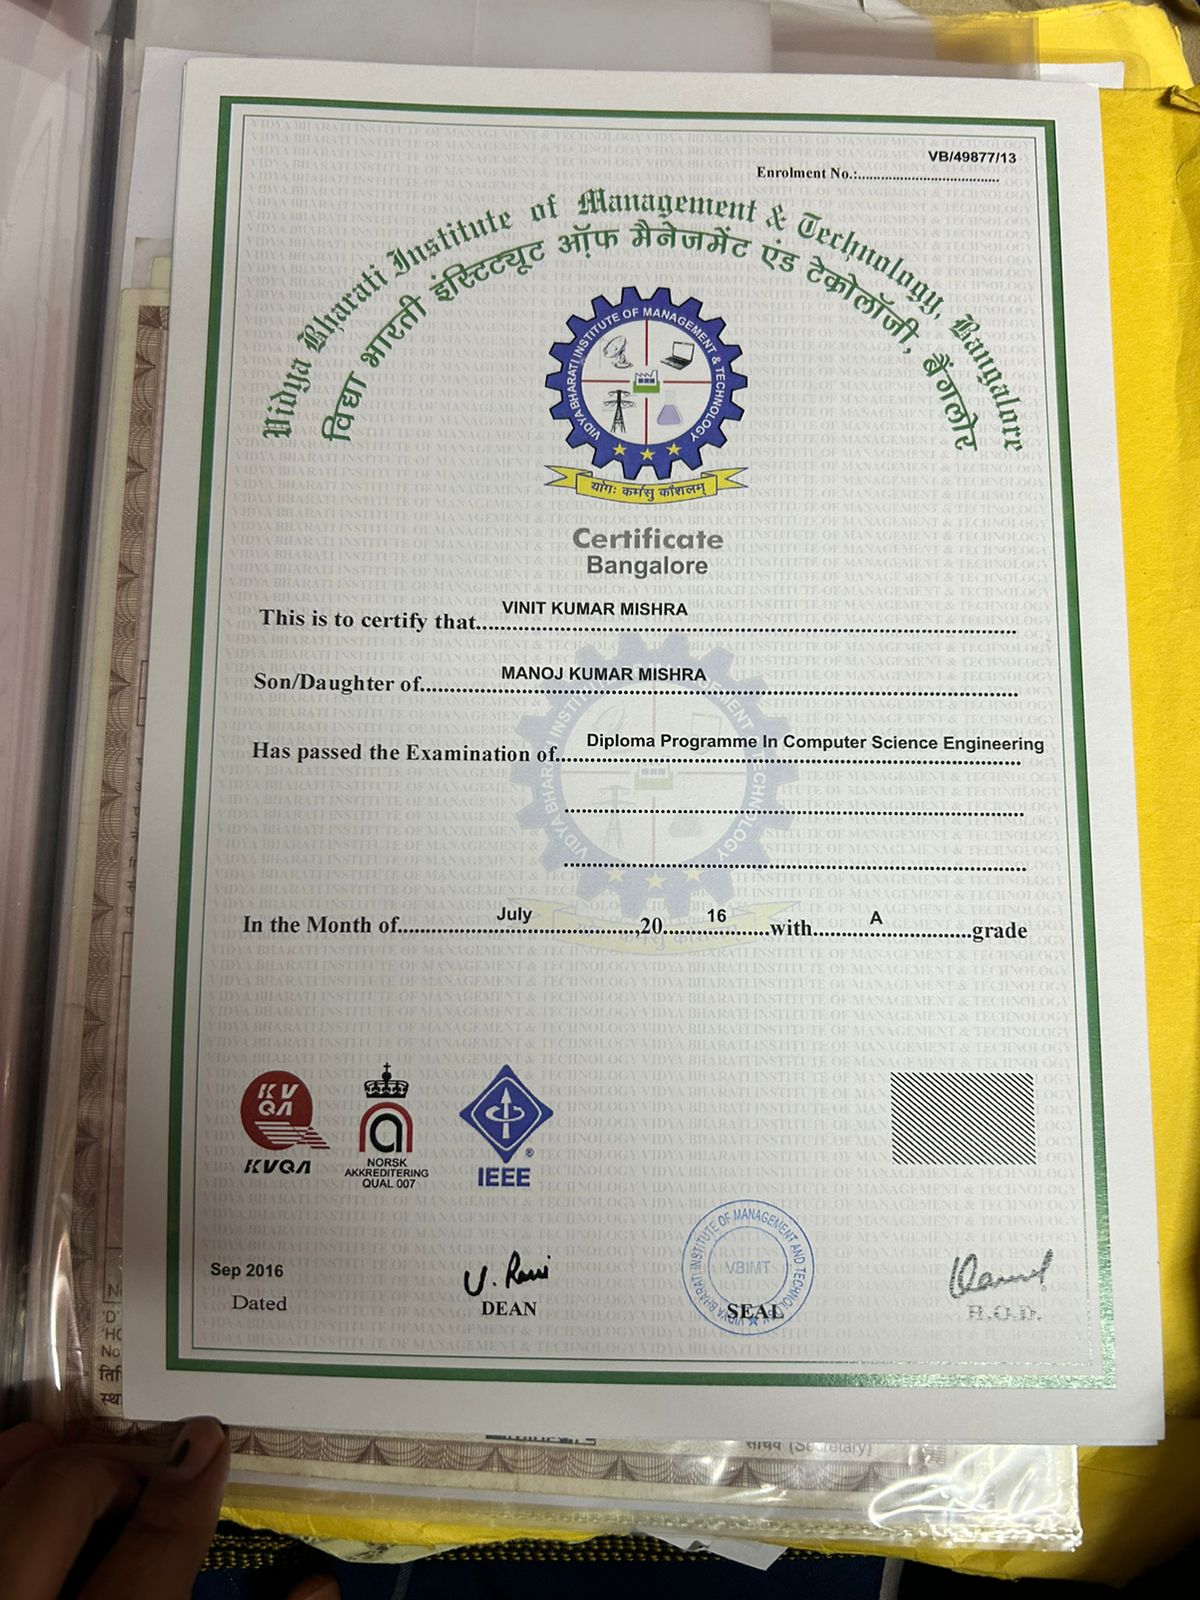 VB/49877/13
Enrolment No.:....................................
Vidya Bharati Institute of Management & Technology, Bangalore
विद्या भारती इंस्टिट्यूट ऑफ़ मैनेजमेंट एंड टेक्रोलॉजी, बैंगलोर
VIDYA BHARATI INSTITUTE OF MANAGEMENT & TECHNOLOGY
योगः कर्मसु कौशलम्
Certificate
Bangalore
This is to certify that VINIT KUMAR MISHRA
Son/Daughter of MANOJ KUMAR MISHRA
Has passed the Examination of Diploma Programme In Computer Science Engineering
In the Month of July ,20 16 with A grade
KVQA
KVQA
NORSK
AKKREDITERING
QUAL 007
IEEE
Sep 2016
Dated
U. Ravi
DEAN
VIDYA BHARATI INSTITUTE OF MANAGEMENT AND TECHNOLOGY
VBIMT
SEAL
H.O.D.
सचिव (Secretary)